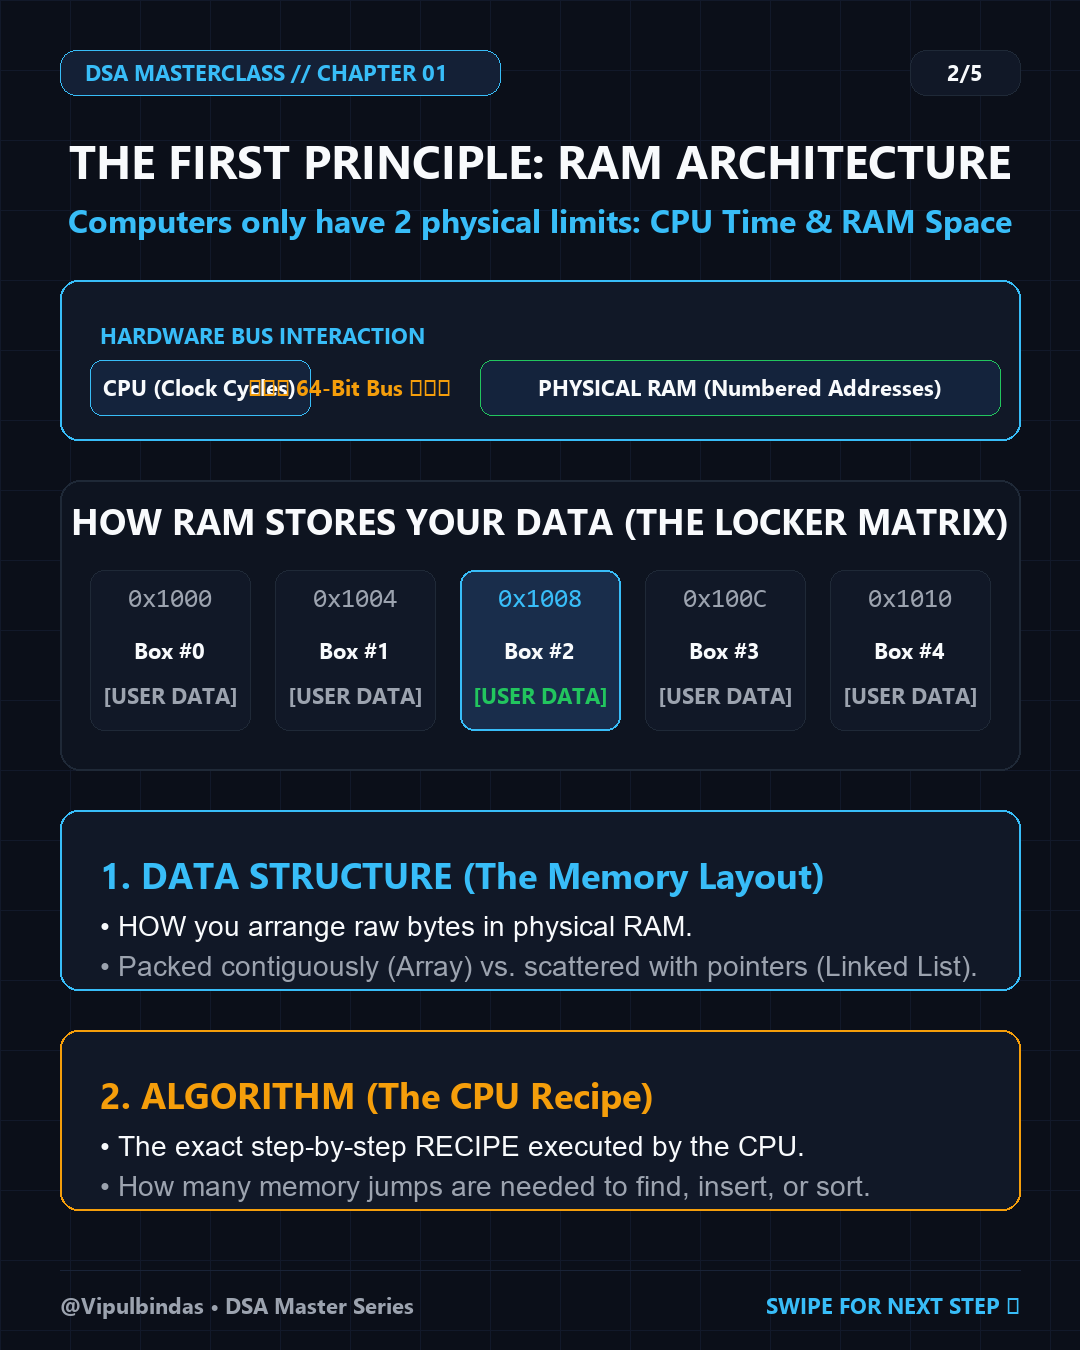 DSA MASTERCLASS // CHAPTER 01
2/5
THE FIRST PRINCIPLE: RAM ARCHITECTURE
Computers only have 2 physical limits: CPU Time & RAM Space
HARDWARE BUS INTERACTION
CPU (Clock Cycles)
▯▯▯ 64-Bit Bus ▯▯▯
PHYSICAL RAM (Numbered Addresses)
HOW RAM STORES YOUR DATA (THE LOCKER MATRIX)
0x1000 0x1004 0x1008 0x100C 0x1010
Box #0 Box #1 Box #2 Box #3 Box #4
[USER DATA] [USER DATA] [USER DATA] [USER DATA] [USER DATA]
1. DATA STRUCTURE (The Memory Layout)
• HOW you arrange raw bytes in physical RAM.
• Packed contiguously (Array) vs. scattered with pointers (Linked List).
2. ALGORITHM (The CPU Recipe)
• The exact step-by-step RECIPE executed by the CPU.
• How many memory jumps are needed to find, insert, or sort.
@Vipulbindas • DSA Master Series
SWIPE FOR NEXT STEP ▯